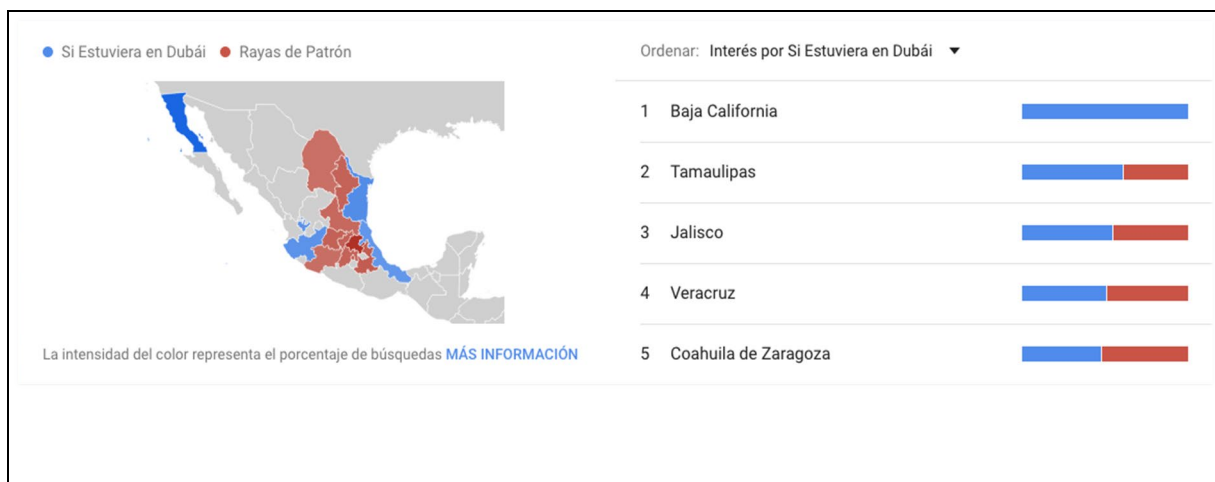 Si Estuviera en Dubái Rayas de Patrón
La intensidad del color representa el porcentaje de búsquedas MÁS INFORMACIÓN
Ordenar: Interés por Si Estuviera en Dubái
1 Baja California
2 Tamaulipas
3 Jalisco
4 Veracruz
5 Coahuila de Zaragoza